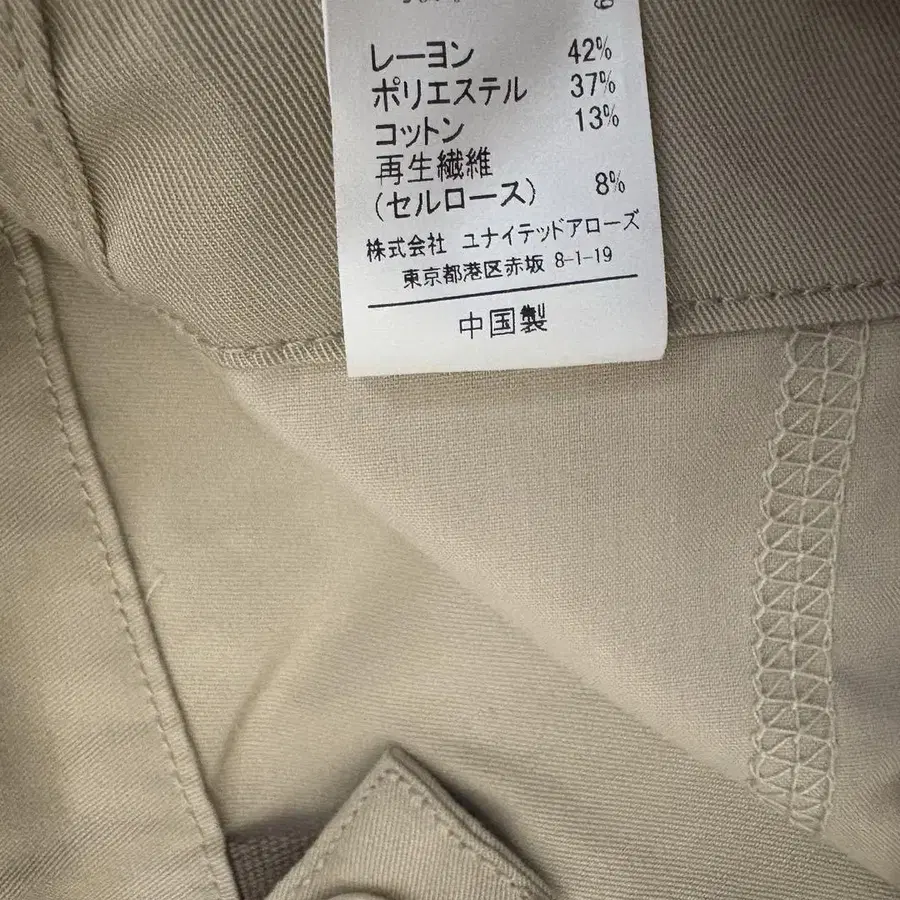 レーヨン 42%
ポリエステル 37%
コットン 13%
再生繊維
(セルロース) 8%
株式会社 ユナイテッドアローズ
東京都港区赤坂 8-1-19
中国製